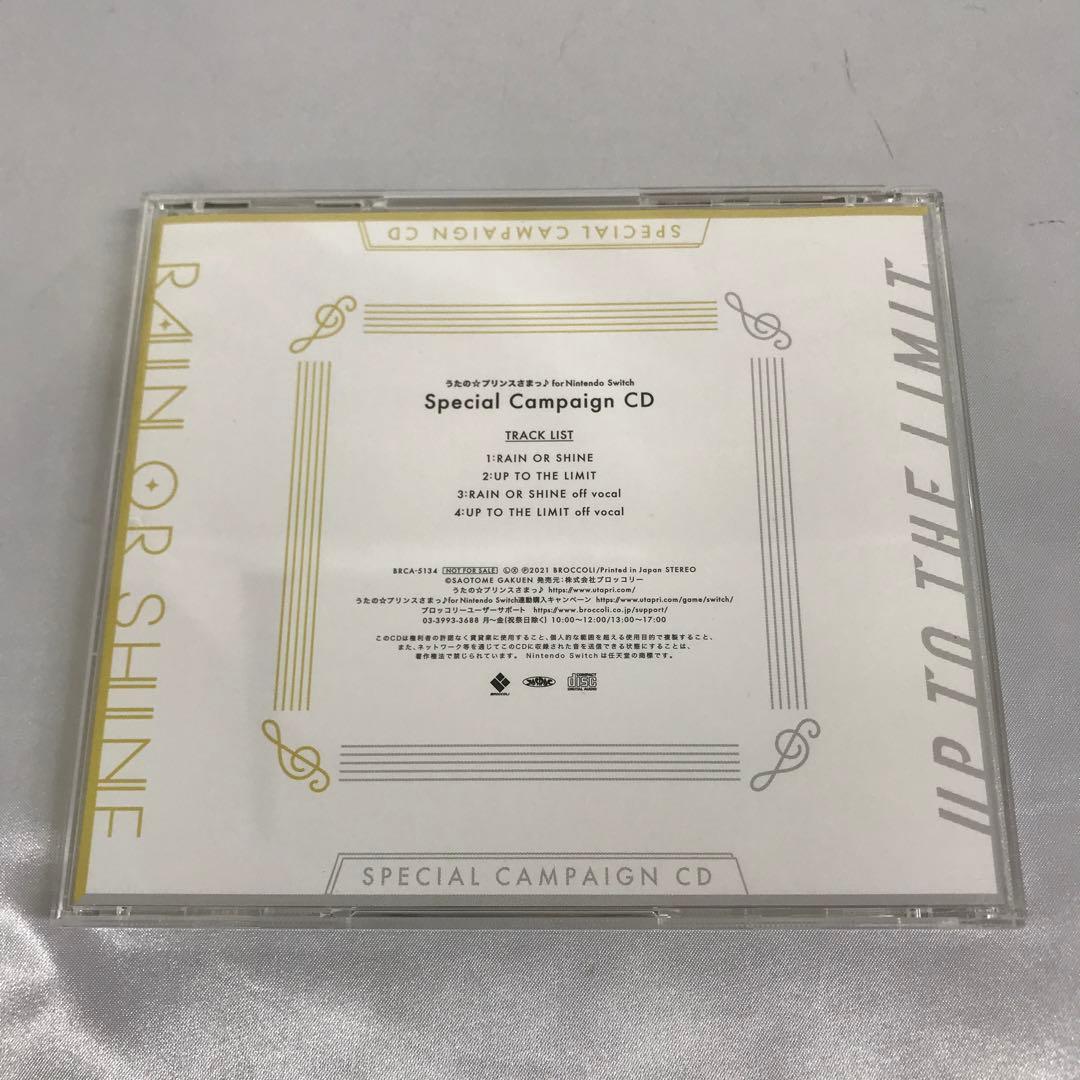 SPECIAL CAMPAIGN CD
RAIN OR SHINE
UP TO THE LIMIT
うたの☆プリンスさまっ♪ for Nintendo Switch
Special Campaign CD
TRACK LIST
1:RAIN OR SHINE
2:UP TO THE LIMIT
3:RAIN OR SHINE off vocal
4:UP TO THE LIMIT off vocal
BRCA-5134 NOT FOR SALE Ⓛ Ⓧ Ⓟ2021 BROCCOLI/Printed in Japan STEREO
©SAOTOME GAKUEN 発売元:株式会社ブロッコリー
うたの☆プリンスさまっ♪ https://www.utapri.com/
うたの☆プリンスさまっ♪for Nintendo Switch連動購入キャンペーン https://www.utapri.com/game/switch/
ブロッコリーユーザーサポート https://www.broccoli.co.jp/support/
03-3993-3688 月〜金(祝祭日除く) 10:00〜12:00/13:00〜17:00
このCDは権利者の許諾なく賃貸業に使用すること、個人的な範囲を超える使用目的で複製すること、
また、ネットワーク等を通じてこのCDに収録された音を送信できる状態にすることは、
著作権法で禁じられています。 Nintendo Switchは任天堂の商標です。
BROCCOLI
COMPACT
disc
DIGITAL AUDIO
SPECIAL CAMPAIGN CD